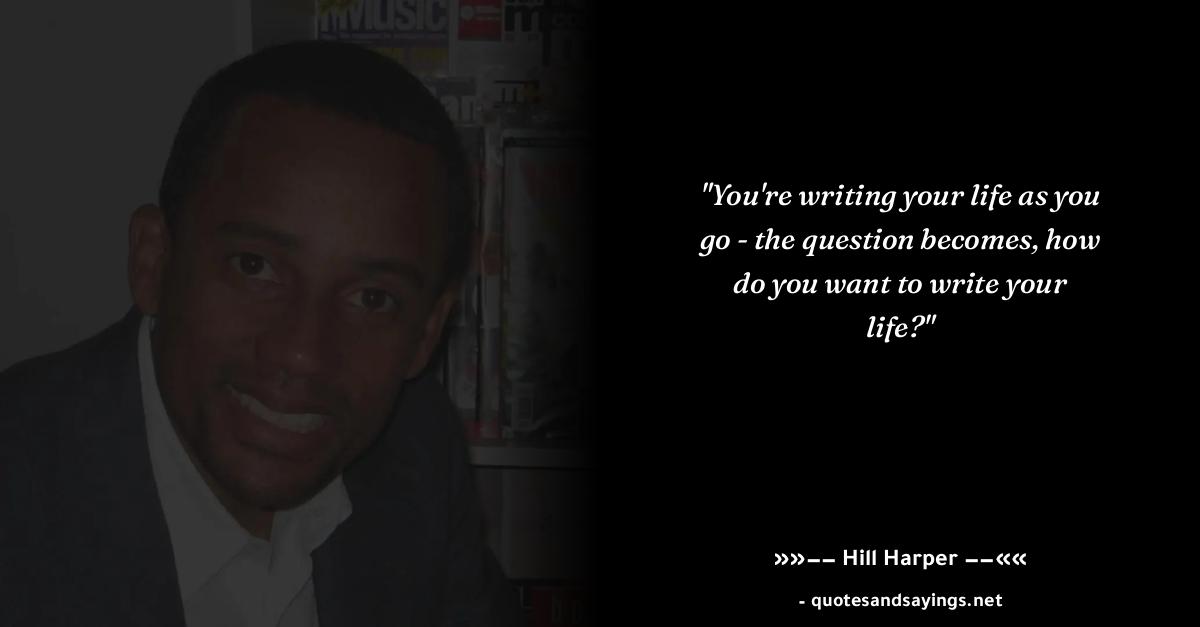 MUSIC
"You're writing your life as you
go - the question becomes, how
do you want to write your
life?"
»»–– Hill Harper ––««
- quotesandsayings.net